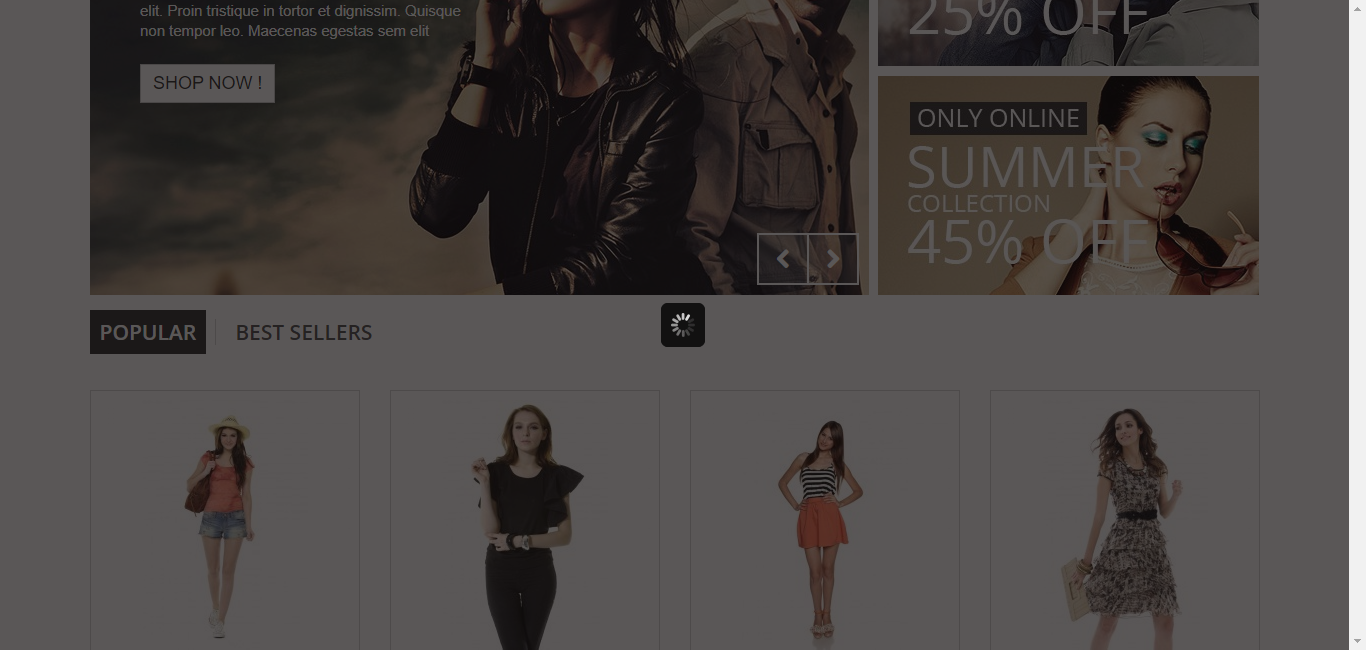 elit. Proin tristique in tortor et dignissim. Quisque
non tempor leo. Maecenas egestas sem elit
SHOP NOW !
25% OFF
ONLY ONLINE
SUMMER
COLLECTION
45% OFF
POPULAR
BEST SELLERS